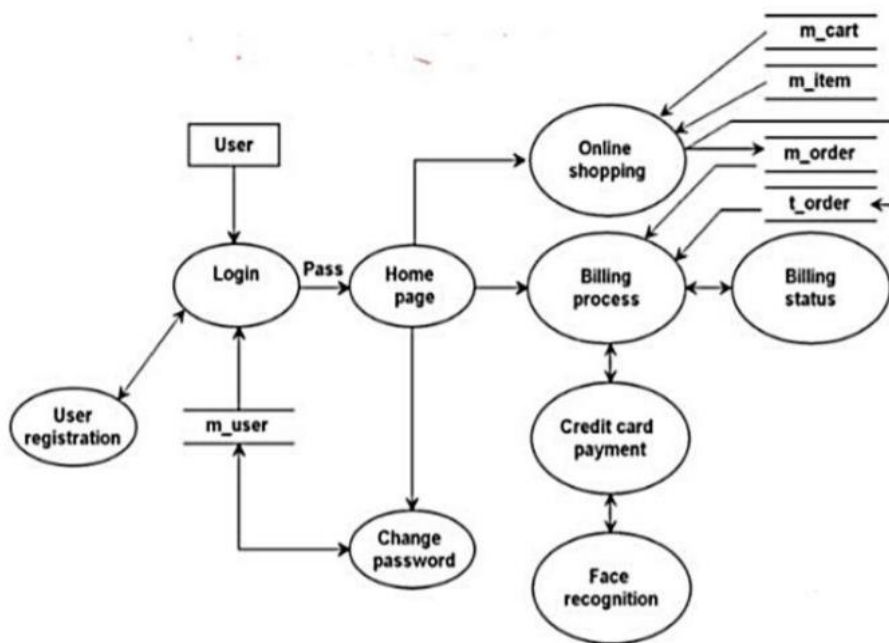 m_cart
m_item
User
Online
shopping
m_order
t_order
Login
Pass
Home
page
Billing
process
Billing
status
User
registration
m_user
Credit card
payment
Change
password
Face
recognition